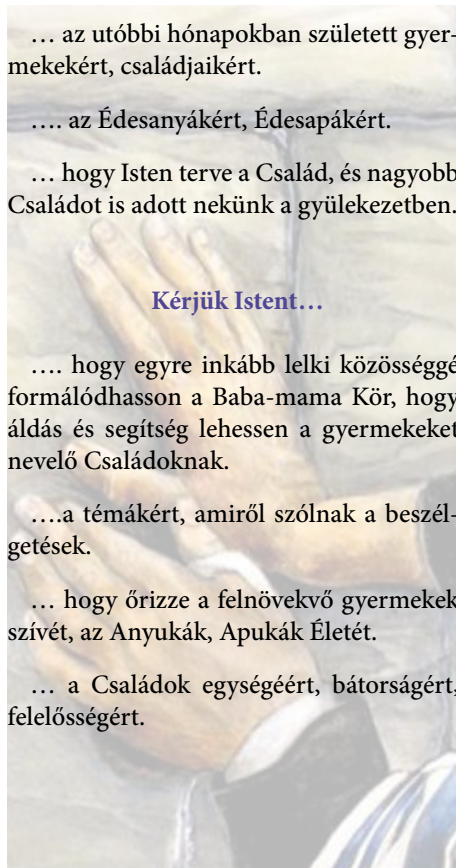 … az utóbbi hónapokban született gyer-
mekekért, családjaikért.
…. az Édesanyákért, Édesapákért.
… hogy Isten terve a Család, és nagyobb
Családot is adott nekünk a gyülekezetben.
Kérjük Istent…
…. hogy egyre inkább lelki közösséggé
formálódhasson a Baba-mama Kör, hogy
áldás és segítség lehessen a gyermekeket
nevelő Családoknak.
….a témákért, amiről szólnak a beszél-
getések.
… hogy őrizze a felnövekvő gyermekek
szívét, az Anyukák, Apukák Életét.
… a Családok egységéért, bátorságért,
felelősségért.